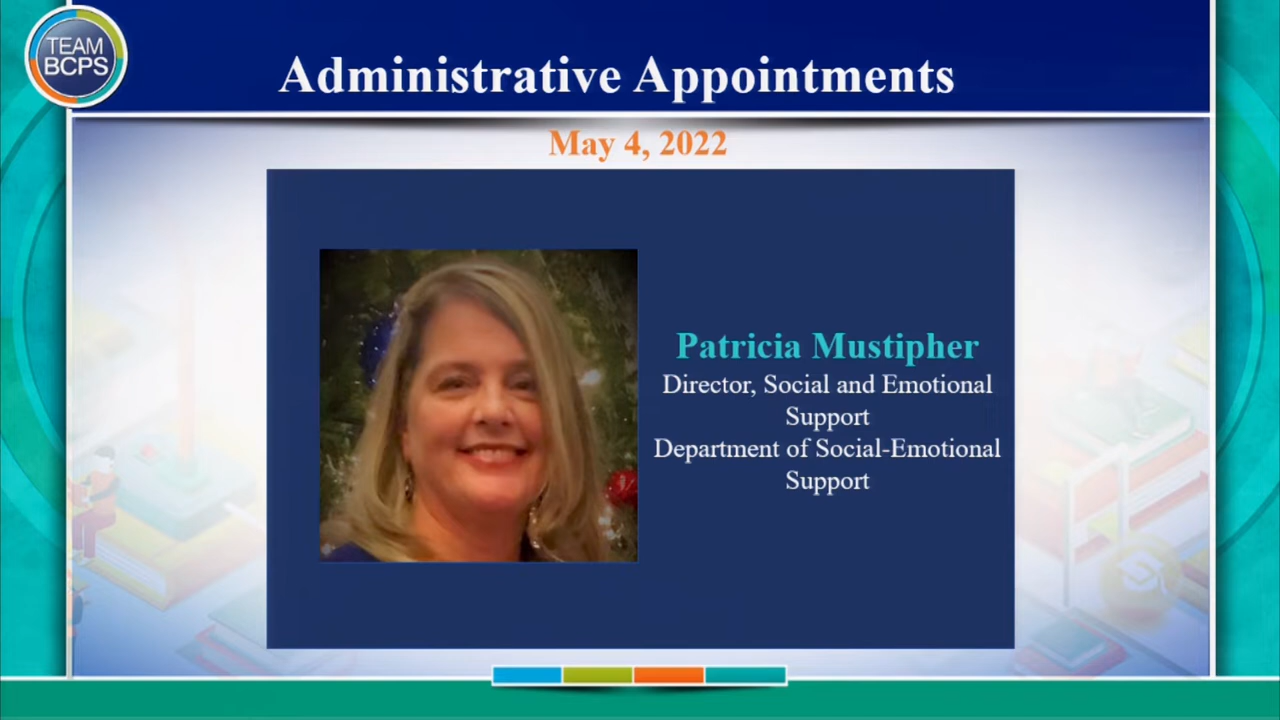 TEAM
BCPS
Administrative Appointments
May 4, 2022
Patricia Mustipher
Director, Social and Emotional
Support
Department of Social-Emotional
Support